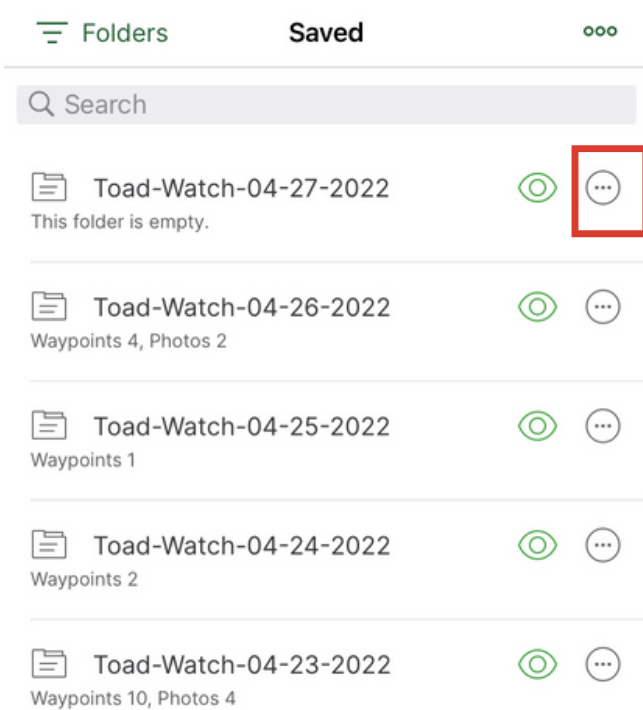 Folders Saved
Search
Toad-Watch-04-27-2022
This folder is empty.
Toad-Watch-04-26-2022
Waypoints 4, Photos 2
Toad-Watch-04-25-2022
Waypoints 1
Toad-Watch-04-24-2022
Waypoints 2
Toad-Watch-04-23-2022
Waypoints 10, Photos 4